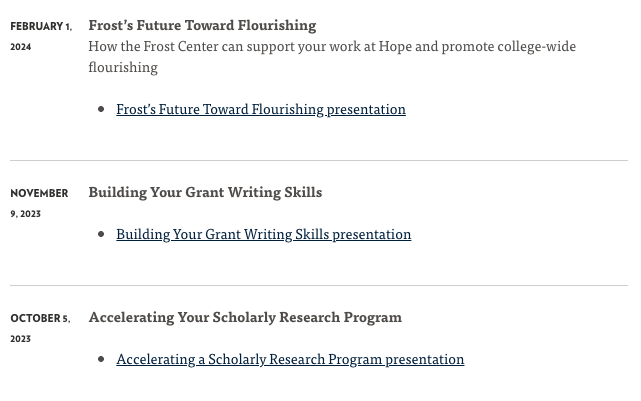 FEBRUARY 1, 2024
Frost’s Future Toward Flourishing
How the Frost Center can support your work at Hope and promote college-wide
flourishing
Frost’s Future Toward Flourishing presentation
NOVEMBER 9, 2023
Building Your Grant Writing Skills
Building Your Grant Writing Skills presentation
OCTOBER 5, 2023
Accelerating Your Scholarly Research Program
Accelerating a Scholarly Research Program presentation